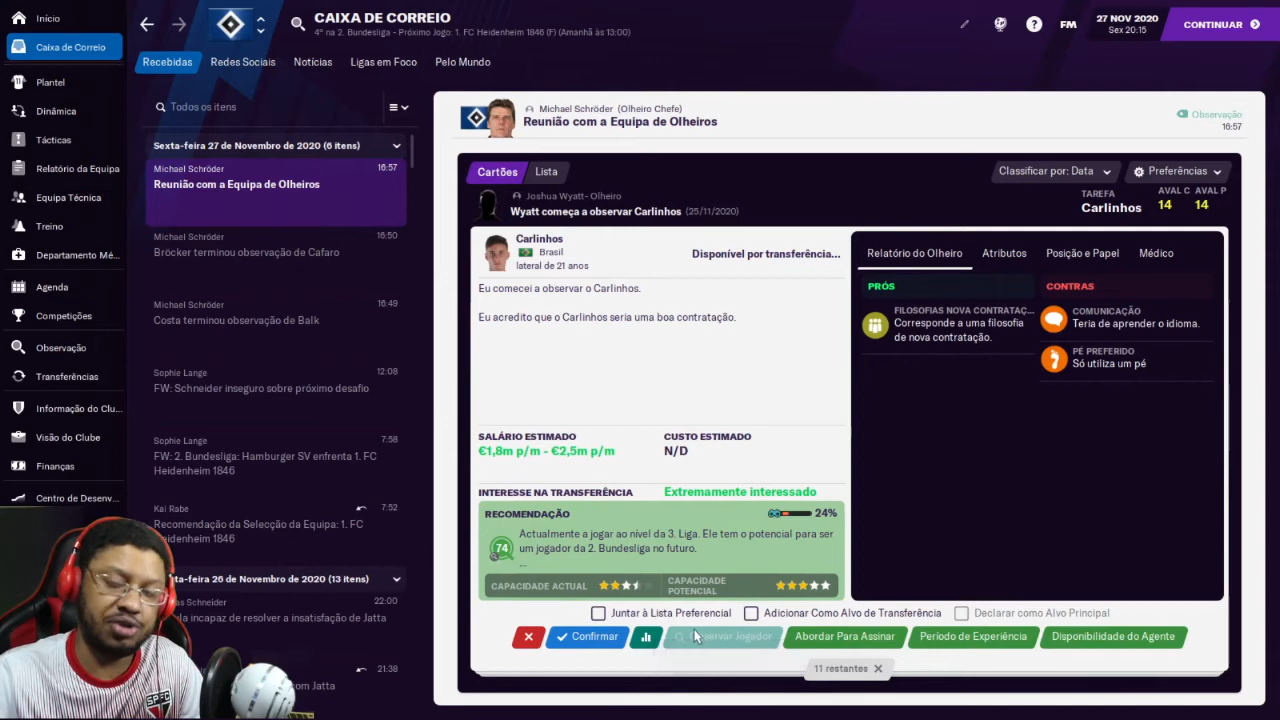 Início
Caixa de Correio
Plantel
Dinâmica
Tácticas
Relatório da Equipa
Equipa Técnica
Treino
Departamento Mé...
Agenda
Competições
Observação
Transferências
Informação do Clu...
Visão do Clube
Finanças
Centro de Desenv...
CAIXA DE CORREIO
4º na 2. Bundesliga - Próximo Jogo: 1. FC Heidenheim 1846 (F) (Amanhã às 13:00)
FM
27 NOV 2020
Sex 20:15
CONTINUAR
Recebidas
Redes Sociais
Notícias
Ligas em Foco
Pelo Mundo
Todos os itens
Sexta-feira 27 de Novembro de 2020 (6 itens)
Michael Schröder 16:57
Reunião com a Equipa de Olheiros
Michael Schröder 16:50
Bröcker terminou observação de Cafaro
Michael Schröder 16:49
Costa terminou observação de Balk
Sophie Lange 12:08
FW: Schneider inseguro sobre próximo desafio
Sophie Lange 7:58
FW: 2. Bundesliga: Hamburger SV enfrenta 1. FC
Heidenheim 1846
Kai Rabe 7:52
Recomendação da Selecção da Equipa: 1. FC
Heidenheim 1846
ta-feira 26 de Novembro de 2020 (13 itens)
as Schneider 22:00
la incapaz de resolver a insatisfação de Jatta
21:38
com Jatta
Michael Schröder (Olheiro Chefe)
Reunião com a Equipa de Olheiros
Observação
16:57
Cartões
Lista
Classificar por: Data
Preferências
Joshua Wyatt- Olheiro
Wyatt começa a observar Carlinhos (25/11/2020)
TAREFA
Carlinhos
AVAL C
14
AVAL P
14
Carlinhos
Brasil
lateral de 21 anos
Disponível por transferência...
Eu comecei a observar o Carlinhos.
Eu acredito que o Carlinhos seria uma boa contratação.
SALÁRIO ESTIMADO
€1,8m p/m - €2,5m p/m
CUSTO ESTIMADO
N/D
INTERESSE NA TRANSFERÊNCIA
Extremamente interessado
RECOMENDAÇÃO
24%
74
Actualmente a jogar ao nível da 3. Liga. Ele tem o potencial para ser
um jogador da 2. Bundesliga no futuro.
...
CAPACIDADE ACTUAL
CAPACIDADE
POTENCIAL
Relatório do Olheiro
Atributos
Posição e Papel
Médico
PRÓS
FILOSOFIAS NOVA CONTRATAÇ...
Corresponde a uma filosofia
de nova contratação.
CONTRAS
COMUNICAÇÃO
Teria de aprender o idioma.
PÉ PREFERIDO
Só utiliza um pé
Juntar à Lista Preferencial
Adicionar Como Alvo de Transferência
Declarar como Alvo Principal
Confirmar
Observar Jogador
Abordar Para Assinar
Período de Experiência
Disponibilidade do Agente
11 restantes